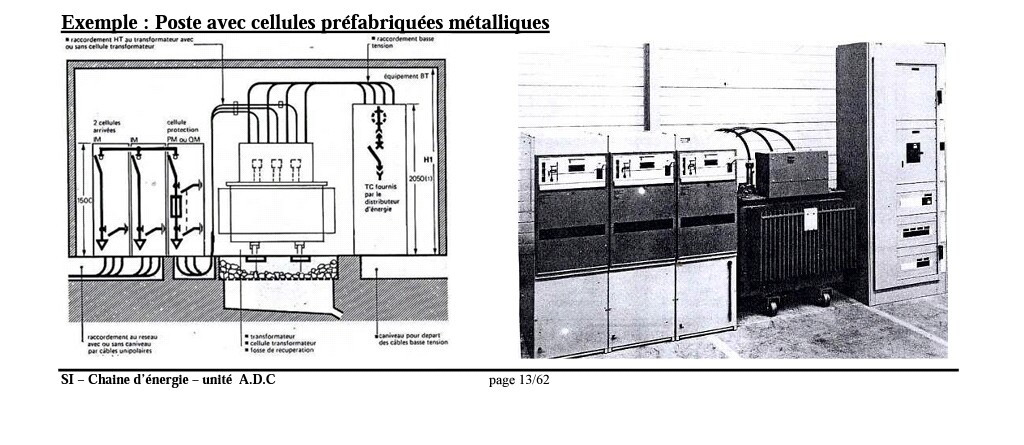 Exemple : Poste avec cellules préfabriquées métalliques
■ raccordement HT au transformateur avec
ou sans cellule transformateur
■ raccordement basse
tension
équipement BT
2 cellules
arrivées
IM
IM
cellule
protection
PM ou QM
H1
2050(1)
TC fournis
par le
distributeur
d'énergie
raccordement au reseau
avec ou sans caniveau
par câbles unipolaires
■ transformateur
■ cellule transformateur
■ fosse de recuperation
caniveau pour depart
des câbles basse tension
SI – Chaine d'énergie – unité A.D.C
page 13/62